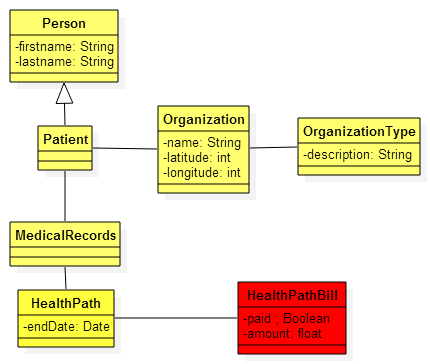 Person
-firstname: String
-lastname: String
Patient
Organization
-name: String
-latitude: int
-longitude: int
OrganizationType
-description: String
MedicalRecords
HealthPath
-endDate: Date
HealthPathBill
-paid ; Boolean
-amount: float